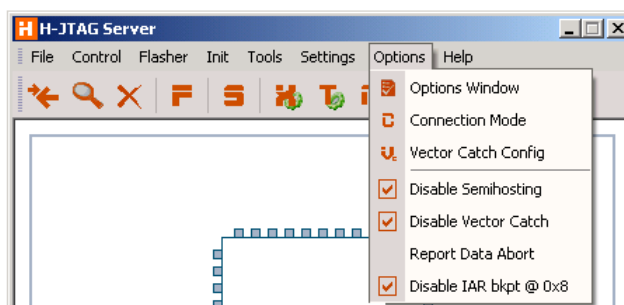 H-JTAG Server
File Control Flasher Init Tools Settings Options Help
Options Window
Connection Mode
Vector Catch Config
Disable Semihosting
Disable Vector Catch
Report Data Abort
Disable IAR bkpt @ 0x8